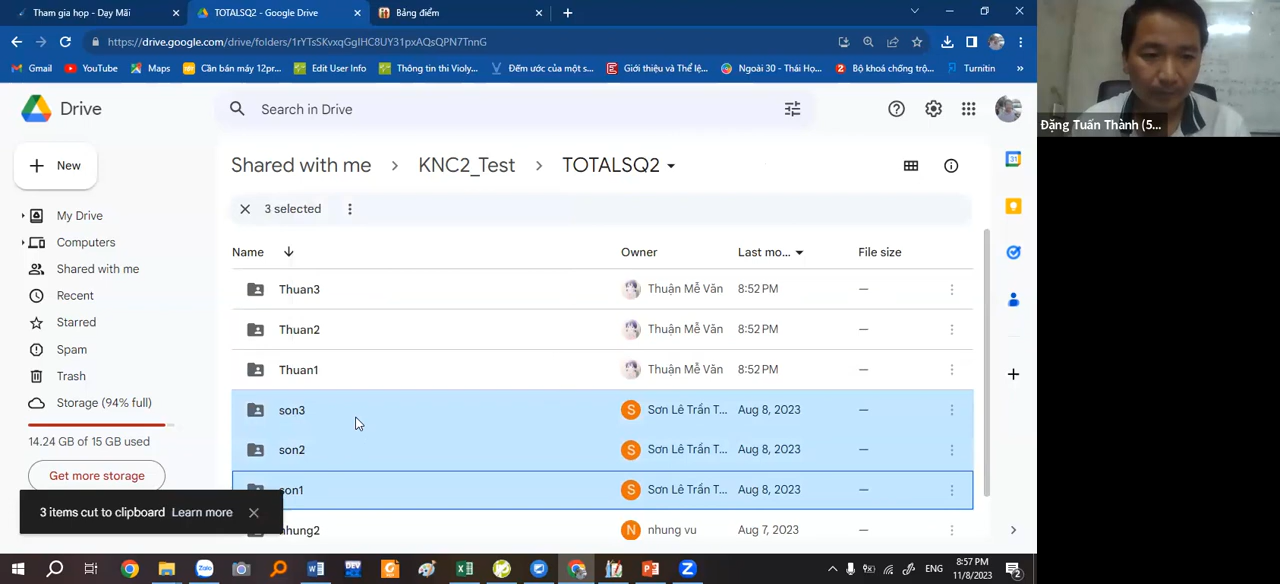 Tham gia họp - Dạy Mãi
TOTALSQ2 - Google Drive
Bảng điểm
https://drive.google.com/drive/folders/1rYTsSKvxqGgIHC8UY31pxAQsQPN7TnnG
Gmail
YouTube
Maps
Căn bán máy 12pr...
Edit User Info
Thông tin thi Violy...
Đếm ước của một s...
Giới thiệu và Thể lệ...
Ngoài 30 - Thái Họ...
Bộ khoá chống trộ...
Turnitin
»
Drive
Search in Drive
New
My Drive
Computers
Shared with me
Recent
Starred
Spam
Trash
Storage (94% full)
14.24 GB of 15 GB used
Get more storage
Shared with me > KNC2_Test > TOTALSQ2
3 selected
Name Owner Last mo... File size
Thuan3 Thuận Mễ Văn 8:52 PM —
Thuan2 Thuận Mễ Văn 8:52 PM —
Thuan1 Thuận Mễ Văn 8:52 PM —
son3 S Sơn Lê Trần T... Aug 8, 2023 —
son2 S Sơn Lê Trần T... Aug 8, 2023 —
son1 S Sơn Lê Trần T... Aug 8, 2023 —
nhung2 N nhung vu Aug 7, 2023 —
3 items cut to clipboard Learn more
31
Zalo
DEV
ENG
8:57 PM
11/8/2023
2
Đặng Tuấn Thành (5...